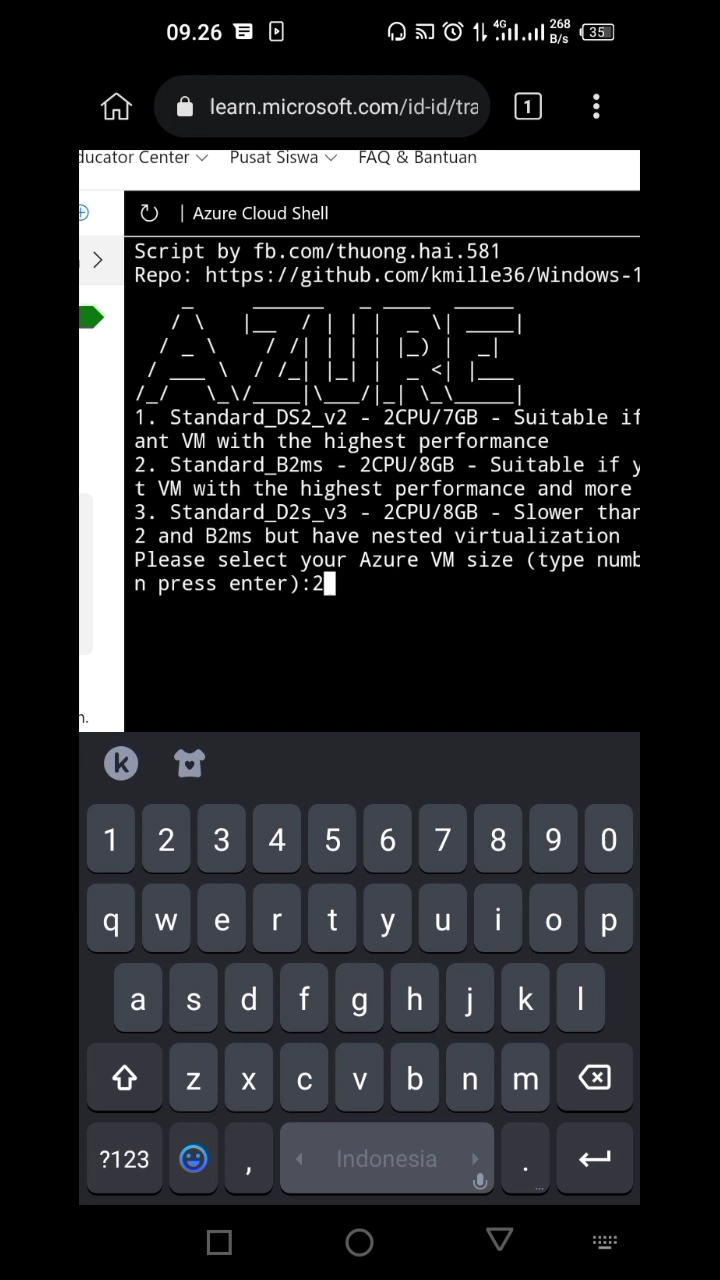 09.26 4G 268 B/s 35
learn.microsoft.com/id-id/tra 1
ducator Center Pusat Siswa FAQ & Bantuan
Azure Cloud Shell
Script by fb.com/thuong.hai.581
Repo: https://github.com/kmille36/Windows-1
AZURE
1. Standard_DS2_v2 - 2CPU/7GB - Suitable if
ant VM with the highest performance
2. Standard_B2ms - 2CPU/8GB - Suitable if y
t VM with the highest performance and more
3. Standard_D2s_v3 - 2CPU/8GB - Slower than
2 and B2ms but have nested virtualization
Please select your Azure VM size (type numb
n press enter):2
n.
k
1 2 3 4 5 6 7 8 9 0
q w e r t y u i o p
a s d f g h j k l
z x c v b n m
?123 , Indonesia .